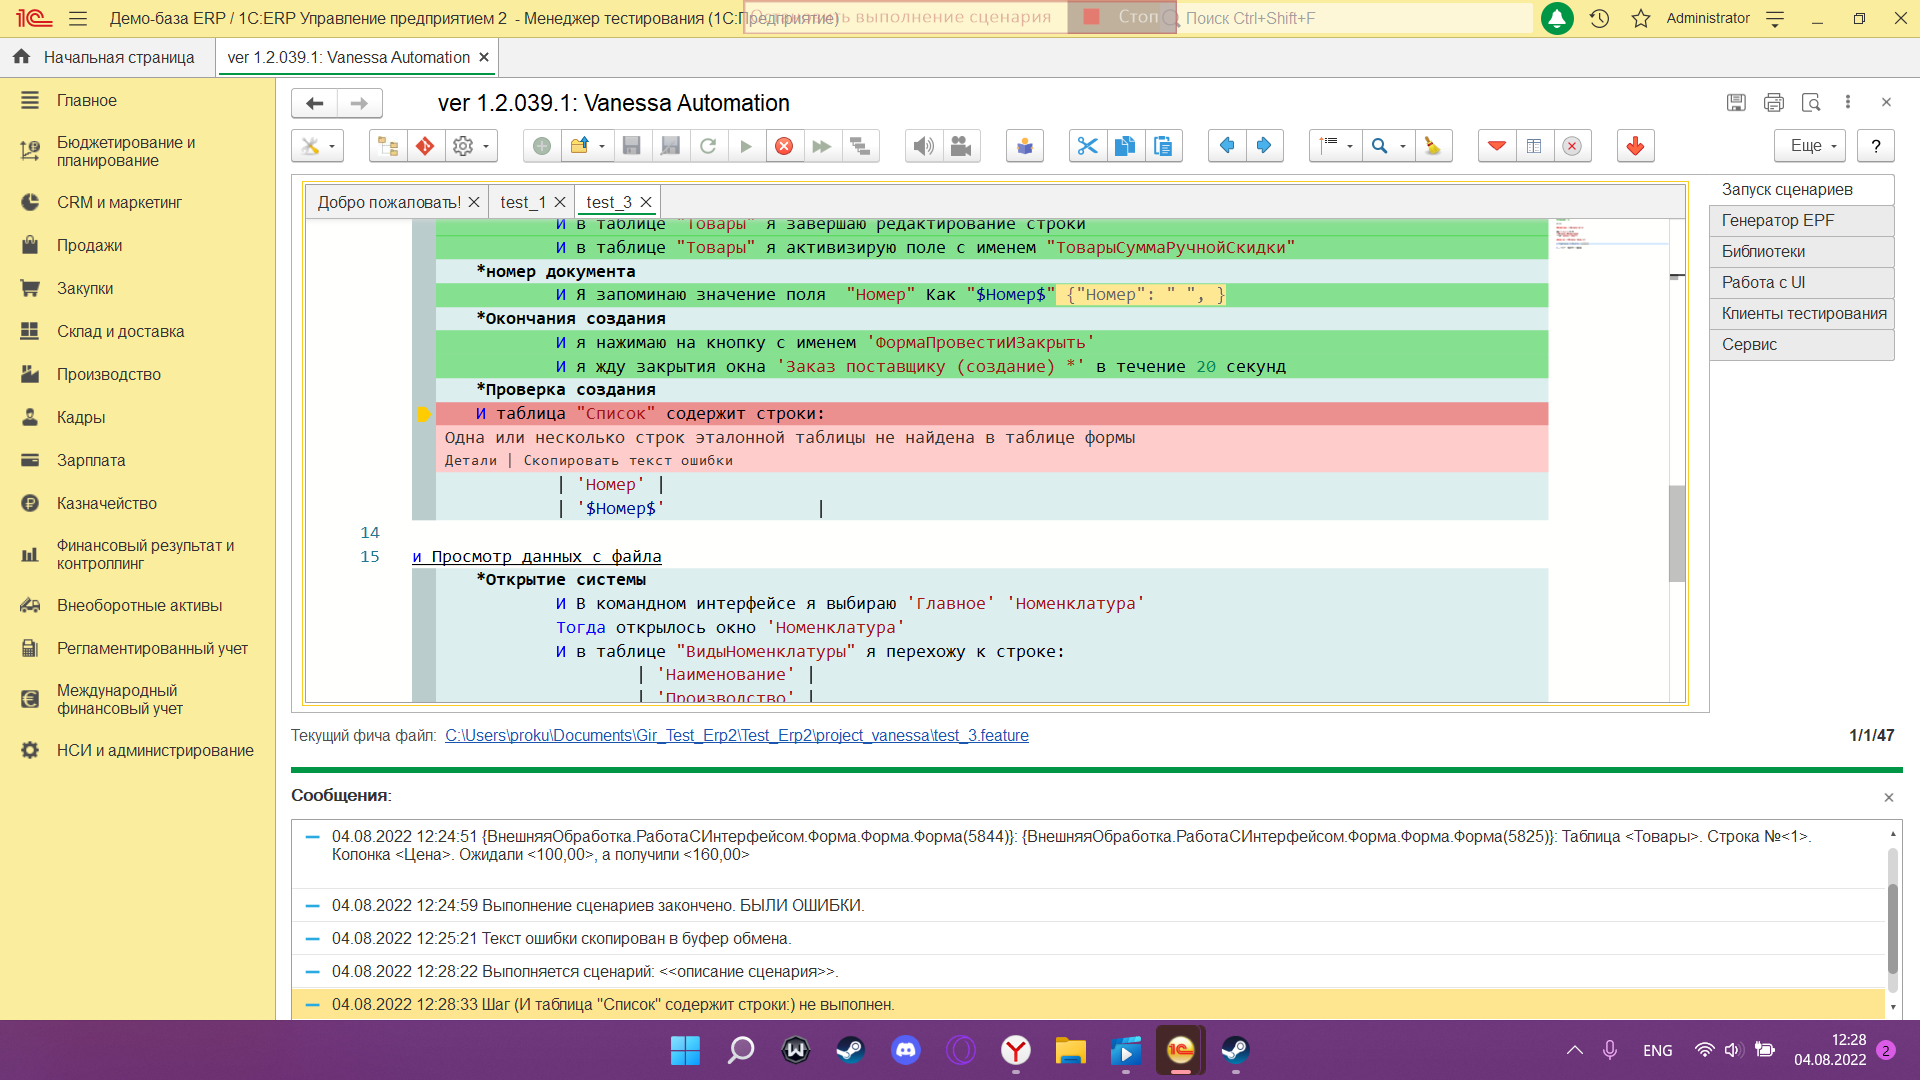 Демо-база ERP / 1С:ERP Управление предприятием 2 - Менеджер тестирования (1С:Предприятие)
выполнение сценария
Стоп
Поиск Ctrl+Shift+F
Administrator
Начальная страница
ver 1.2.039.1: Vanessa Automation
Главное
Бюджетирование и
планирование
CRM и маркетинг
Продажи
Закупки
Склад и доставка
Производство
Кадры
Зарплата
Казначейство
Финансовый результат и
контроллинг
Внеоборотные активы
Регламентированный учет
Международный
финансовый учет
НСИ и администрирование
ver 1.2.039.1: Vanessa Automation
Еще
?
Добро пожаловать!
test_1
test_3
И в таблице "Товары" я завершаю редактирование строки
И в таблице "Товары" я активизирую поле с именем "ТоварыСуммаРучнойСкидки"
*номер документа
И Я запоминаю значение поля "Номер" Как "$Номер$" {"Номер": " ", }
*Окончания создания
И я нажимаю на кнопку с именем 'ФормаПровестиИЗакрыть'
И я жду закрытия окна 'Заказ поставщику (создание) *' в течение 20 секунд
*Проверка создания
И таблица "Список" содержит строки:
Одна или несколько строк эталонной таблицы не найдена в таблице формы
Детали | Скопировать текст ошибки
| 'Номер' |
| '$Номер$' |
14
15 и Просмотр данных с файла
*Открытие системы
И В командном интерфейсе я выбираю 'Главное' 'Номенклатура'
Тогда открылось окно 'Номенклатура'
И в таблице "ВидыНоменклатуры" я перехожу к строке:
| 'Наименование' |
| 'Производство' |
Запуск сценариев
Генератор EPF
Библиотеки
Работа с UI
Клиенты тестирования
Сервис
Текущий фича файл: C:\Users\proku\Documents\Gir_Test_Erp2\Test_Erp2\project_vanessa\test_3.feature
1/1/47
Сообщения:
04.08.2022 12:24:51 {ВнешняяОбработка.РаботаСИнтерфейсом.Форма.Форма.Форма(5844)}: {ВнешняяОбработка.РаботаСИнтерфейсом.Форма.Форма.Форма(5825)}: Таблица <Товары>. Строка №<1>.
Колонка <Цена>. Ожидали <100,00>, а получили <160,00>
04.08.2022 12:24:59 Выполнение сценариев закончено. БЫЛИ ОШИБКИ.
04.08.2022 12:25:21 Текст ошибки скопирован в буфер обмена.
04.08.2022 12:28:22 Выполняется сценарий: <<описание сценария>>.
04.08.2022 12:28:33 Шаг (И таблица "Список" содержит строки:) не выполнен.
ENG
12:28
04.08.2022
2